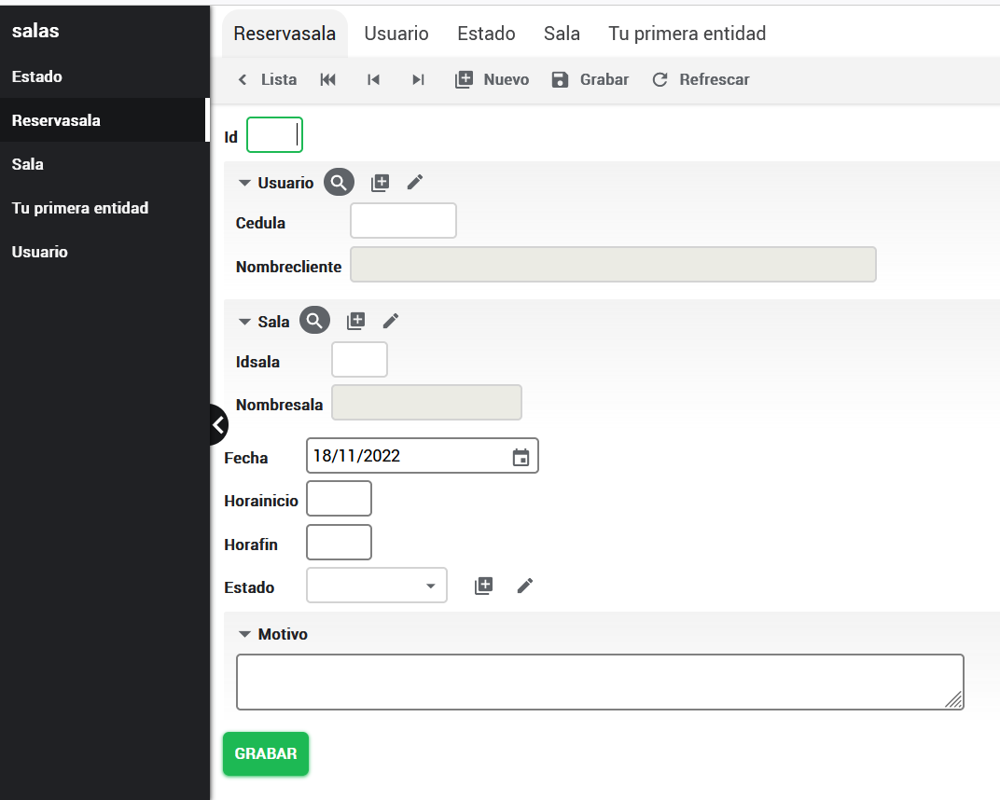 salas
Estado
Reservasala
Sala
Tu primera entidad
Usuario
Reservasala Usuario Estado Sala Tu primera entidad
Lista Nuevo Grabar Refrescar
Id
Usuario
Cedula
Nombrecliente
Sala
Idsala
Nombresala
Fecha 18/11/2022
Horainicio
Horafin
Estado
Motivo
GRABAR